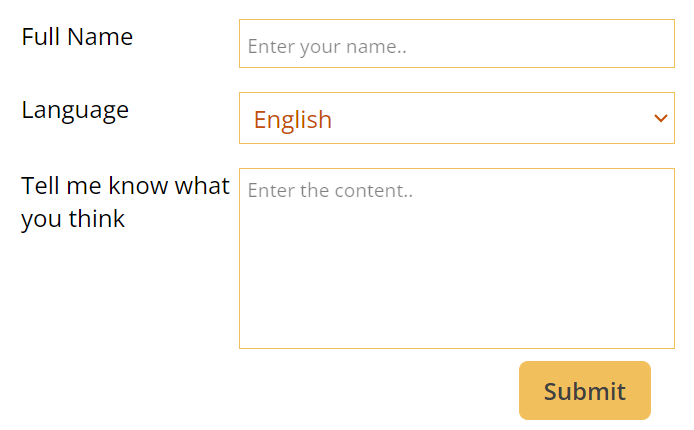 Full Name
Enter your name..
Language
English
Tell me know what
you think
Enter the content..
Submit